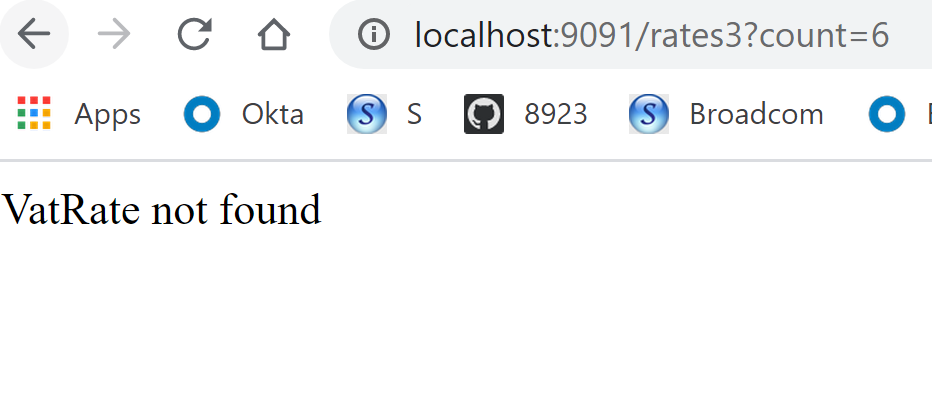 localhost:9091/rates3?count=6
Apps Okta S S 8923 S Broadcom
VatRate not found